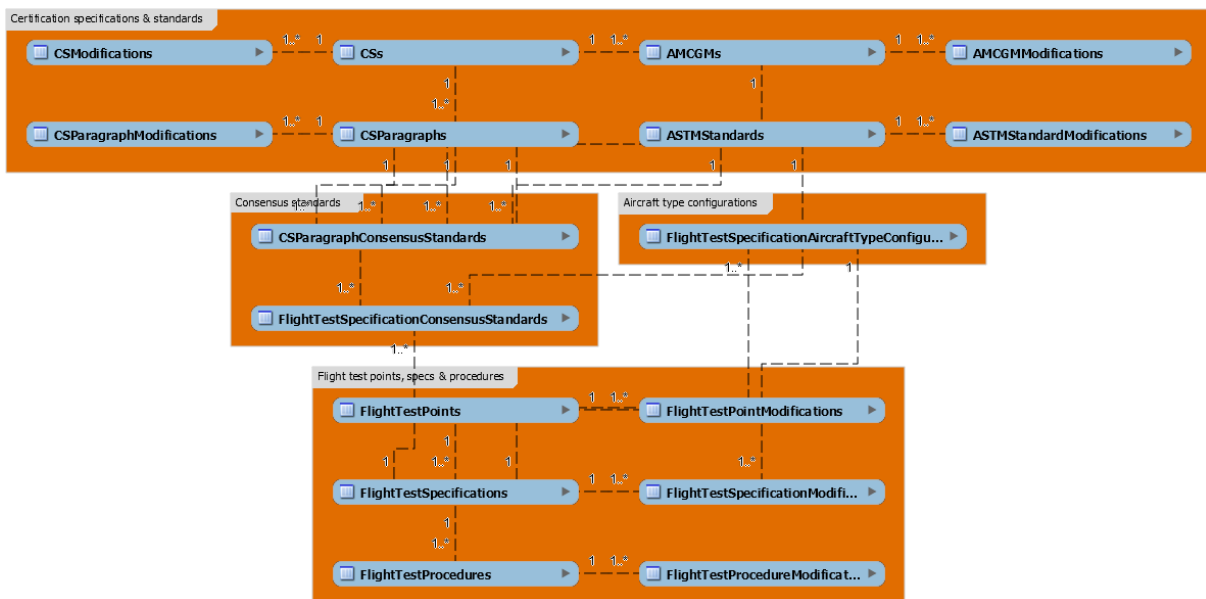 Certification specifications & standards
CSModifications 1..* 1 CSs 1 1..* AMCGMs 1 1..* AMCGMModifications
1 1
1..*
CSParagraphModifications 1..* 1 CSParagraphs ASTMStandards 1 1..* ASTMStandardModifications
1 1 1 1 1
Consensus standards Aircraft type configurations
1..* 1..* 1..* 1..*
CSParagraphConsensusStandards FlightTestSpecificationAircraftTypeConfigu...
1..* 1
1..* 1..*
FlightTestSpecificationConsensusStandards
1..*
Flight test points, specs & procedures
FlightTestPoints 1 1..* FlightTestPointModifications
1
1 1..* 1 1..*
FlightTestSpecifications 1 1..* FlightTestSpecificationModifi...
1
1..*
FlightTestProcedures 1 1..* FlightTestProcedureModificat...